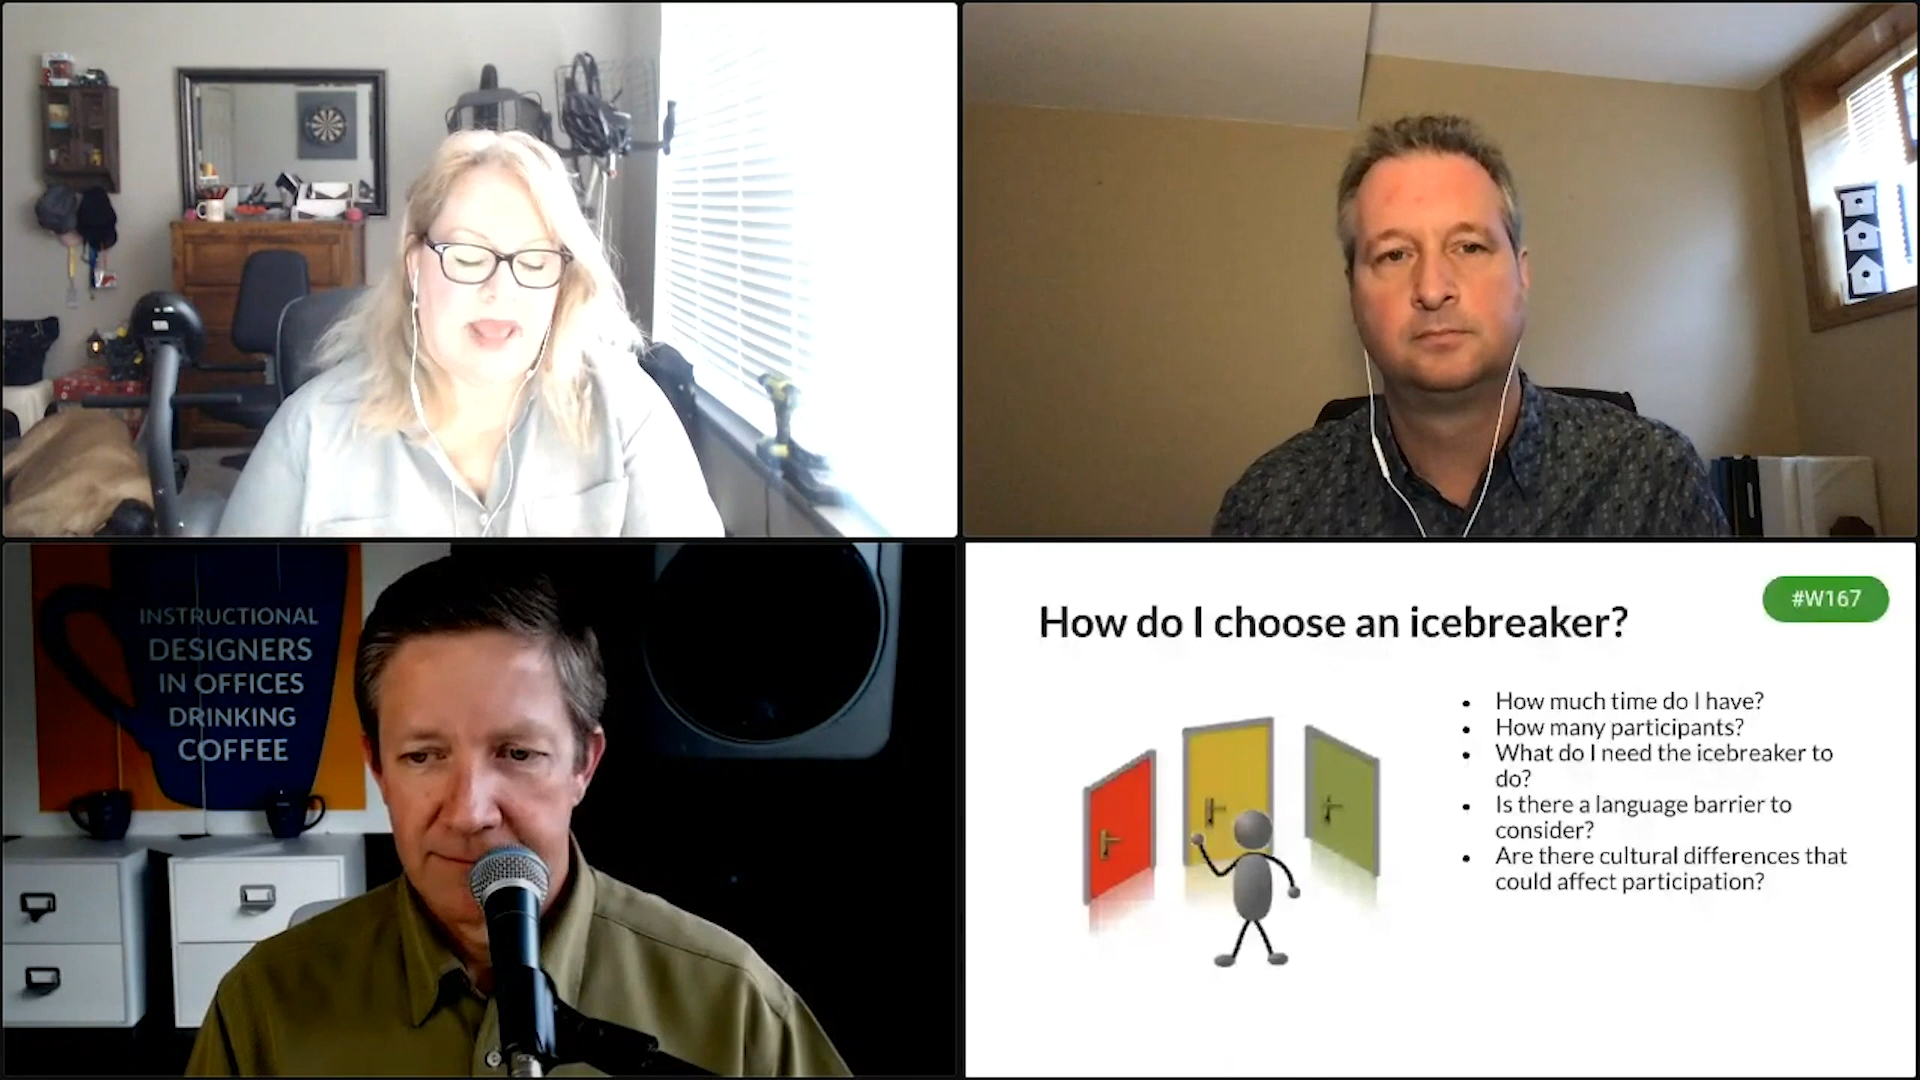 INSTRUCTIONAL
DESIGNERS
IN OFFICES
DRINKING
COFFEE
#W167
How do I choose an icebreaker?
• How much time do I have?
• How many participants?
• What do I need the icebreaker to
do?
• Is there a language barrier to
consider?
• Are there cultural differences that
could affect participation?